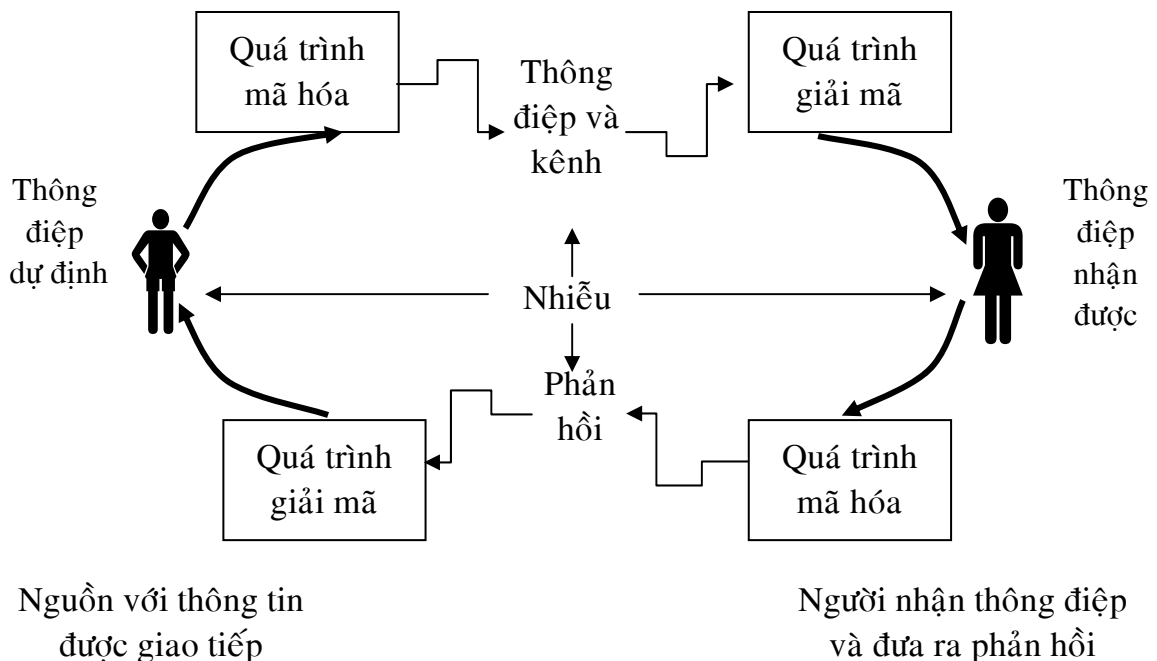 Quá trình
mã hóa
Thông
điệp và
kênh
Quá trình
giải mã
Thông
điệp
dự định
Thông
điệp
nhận
được
Nhiễu
Phản
hồi
Quá trình
giải mã
Quá trình
mã hóa
Nguồn với thông tin
được giao tiếp
Người nhận thông điệp
và đưa ra phản hồi